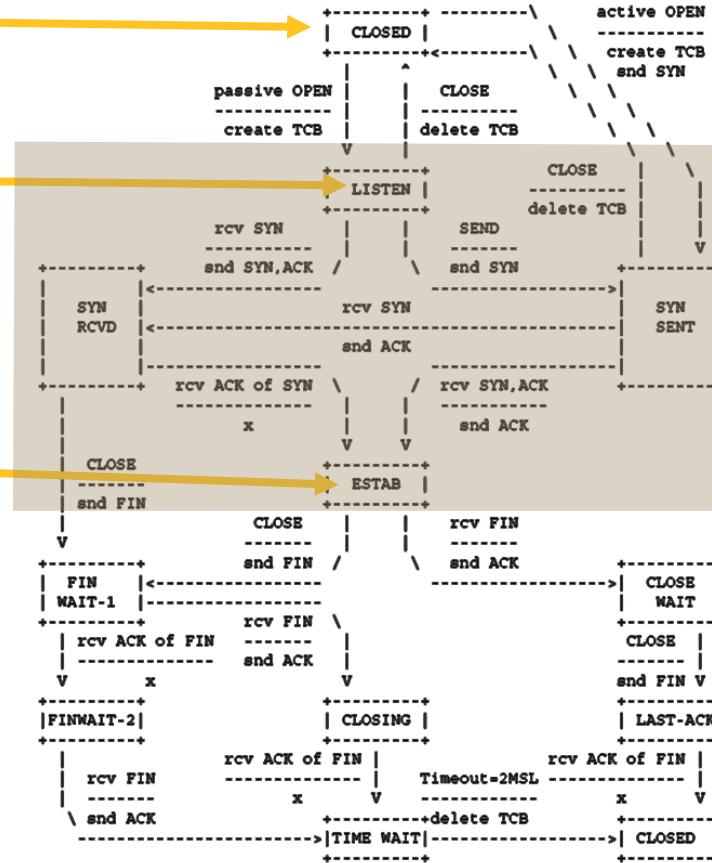 CLOSED
active OPEN
create TCB
snd SYN
passive OPEN
create TCB
CLOSE
delete TCB
LISTEN
CLOSE
delete TCB
rcv SYN
snd SYN,ACK
SEND
snd SYN
SYN
RCVD
rcv SYN
snd ACK
SYN
SENT
rcv ACK of SYN
x
rcv SYN,ACK
snd ACK
CLOSE
snd FIN
ESTAB
CLOSE
snd FIN
rcv FIN
snd ACK
FIN
WAIT-1
CLOSE
WAIT
rcv FIN
snd ACK
rcv ACK of FIN
x
CLOSE
snd FIN
FINWAIT-2
CLOSING
LAST-ACK
rcv FIN
snd ACK
rcv ACK of FIN
x
Timeout=2MSL
delete TCB
rcv ACK of FIN
x
TIME WAIT
CLOSED